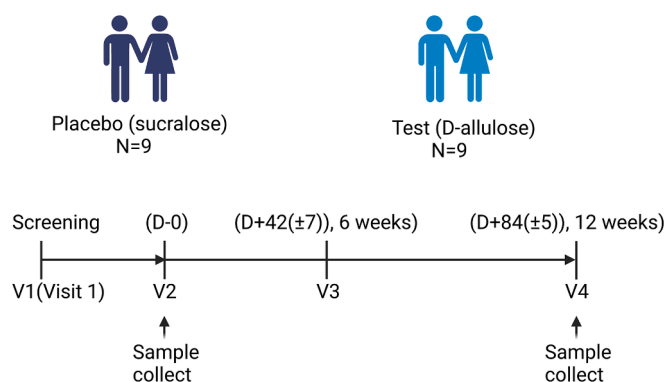 Placebo (sucralose)
N=9
Test (D-allulose)
N=9
Screening
(D-0)
(D+42(±7)), 6 weeks)
(D+84(±5)), 12 weeks)
V1(Visit 1)
V2
V3
V4
Sample
collect
Sample
collect